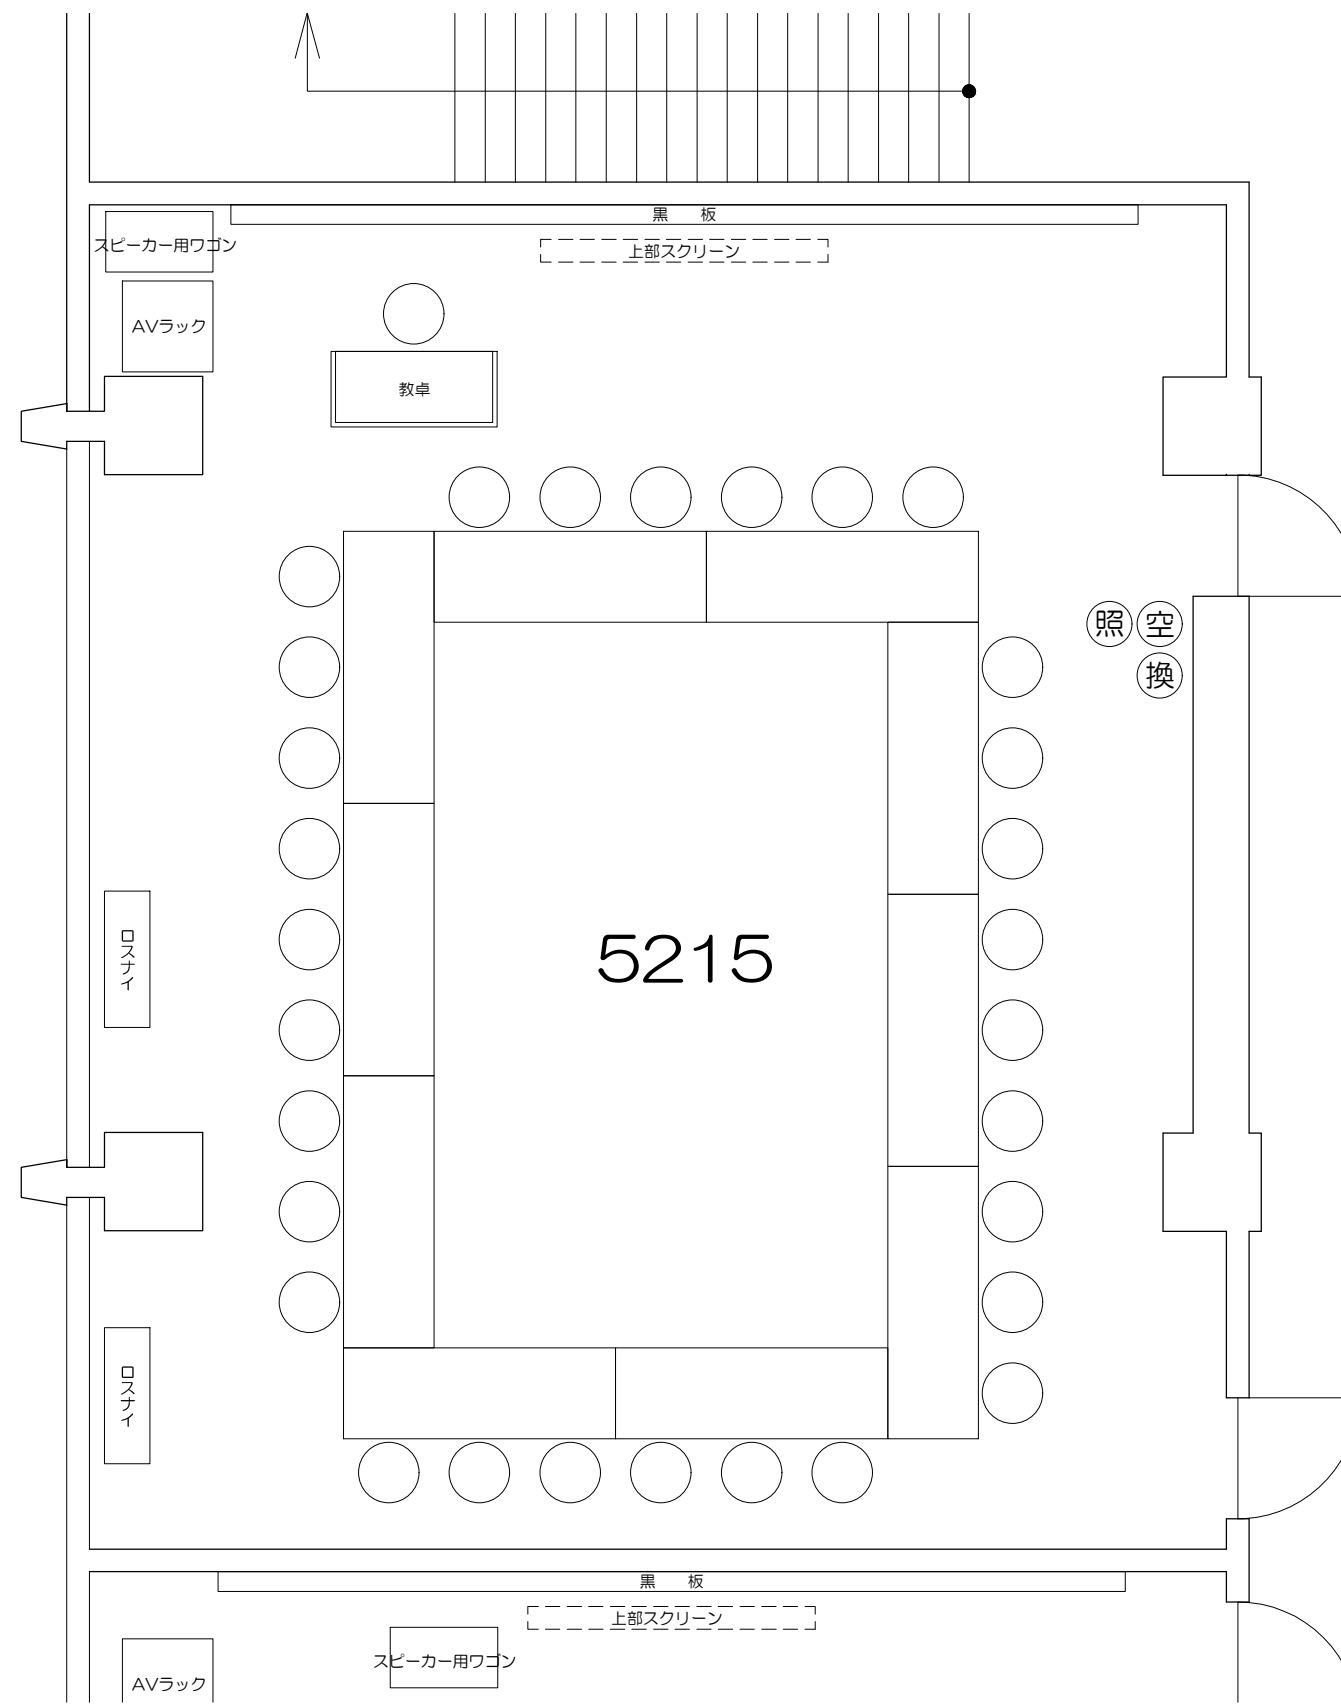 黒 板
上部スクリーン
スピーカー用ワゴン
AVラック
教卓
照 空
換
5215
ロスナイ
ロスナイ
黒 板
上部スクリーン
スピーカー用ワゴン
AVラック